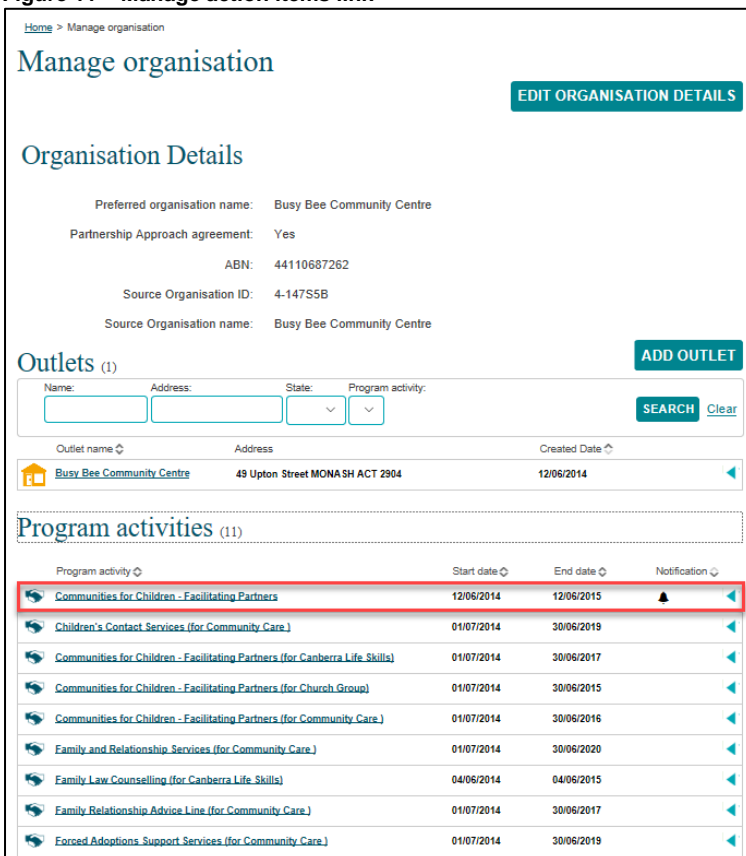 Home > Manage organisation
Manage organisation
EDIT ORGANISATION DETAILS
Organisation Details
Preferred organisation name: Busy Bee Community Centre
Partnership Approach agreement: Yes
ABN: 44110687262
Source Organisation ID: 4-147S5B
Source Organisation name: Busy Bee Community Centre
Outlets (1)
ADD OUTLET
Name: Address: State: Program activity:
SEARCH Clear
Outlet name Address Created Date
Busy Bee Community Centre 49 Upton Street MONASH ACT 2904 12/06/2014
Program activities (11)
Program activity Start date End date Notification
Communities for Children - Facilitating Partners 12/06/2014 12/06/2015
Children's Contact Services (for Community Care ) 01/07/2014 30/06/2019
Communities for Children - Facilitating Partners (for Canberra Life Skills) 01/07/2014 30/06/2017
Communities for Children - Facilitating Partners (for Church Group) 01/07/2014 30/06/2015
Communities for Children - Facilitating Partners (for Community Care ) 01/07/2014 30/06/2016
Family and Relationship Services (for Community Care ) 01/07/2014 30/06/2020
Family Law Counselling (for Canberra Life Skills) 04/06/2014 04/06/2015
Family Relationship Advice Line (for Community Care ) 01/07/2014 30/06/2017
Forced Adoptions Support Services (for Community Care ) 01/07/2014 30/06/2019